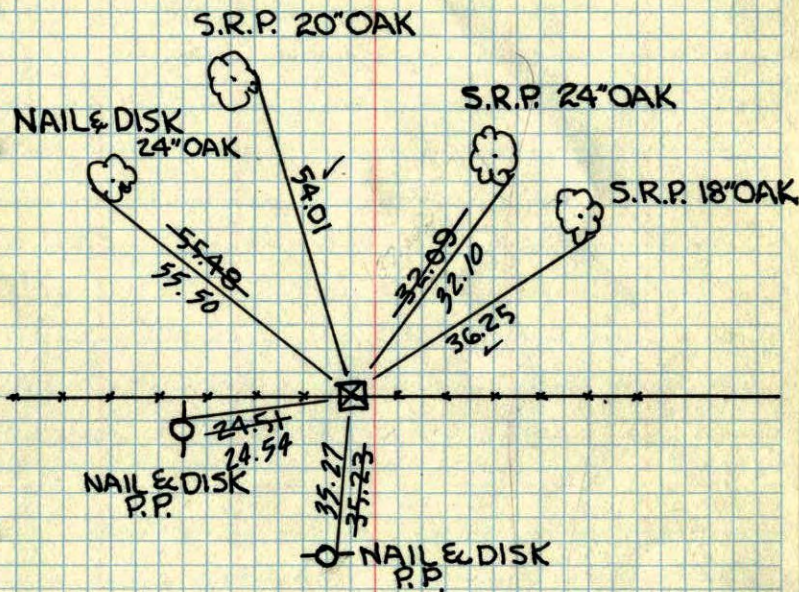 S.R.P. 20"OAK
S.R.P. 24"OAK
NAIL & DISK
24"OAK
S.R.P. 18"OAK
54.01
55.48
55.50
32.09
32.10
36.25
24.51
24.54
35.27
35.23
NAIL & DISK
P.P.
NAIL & DISK
P.P.